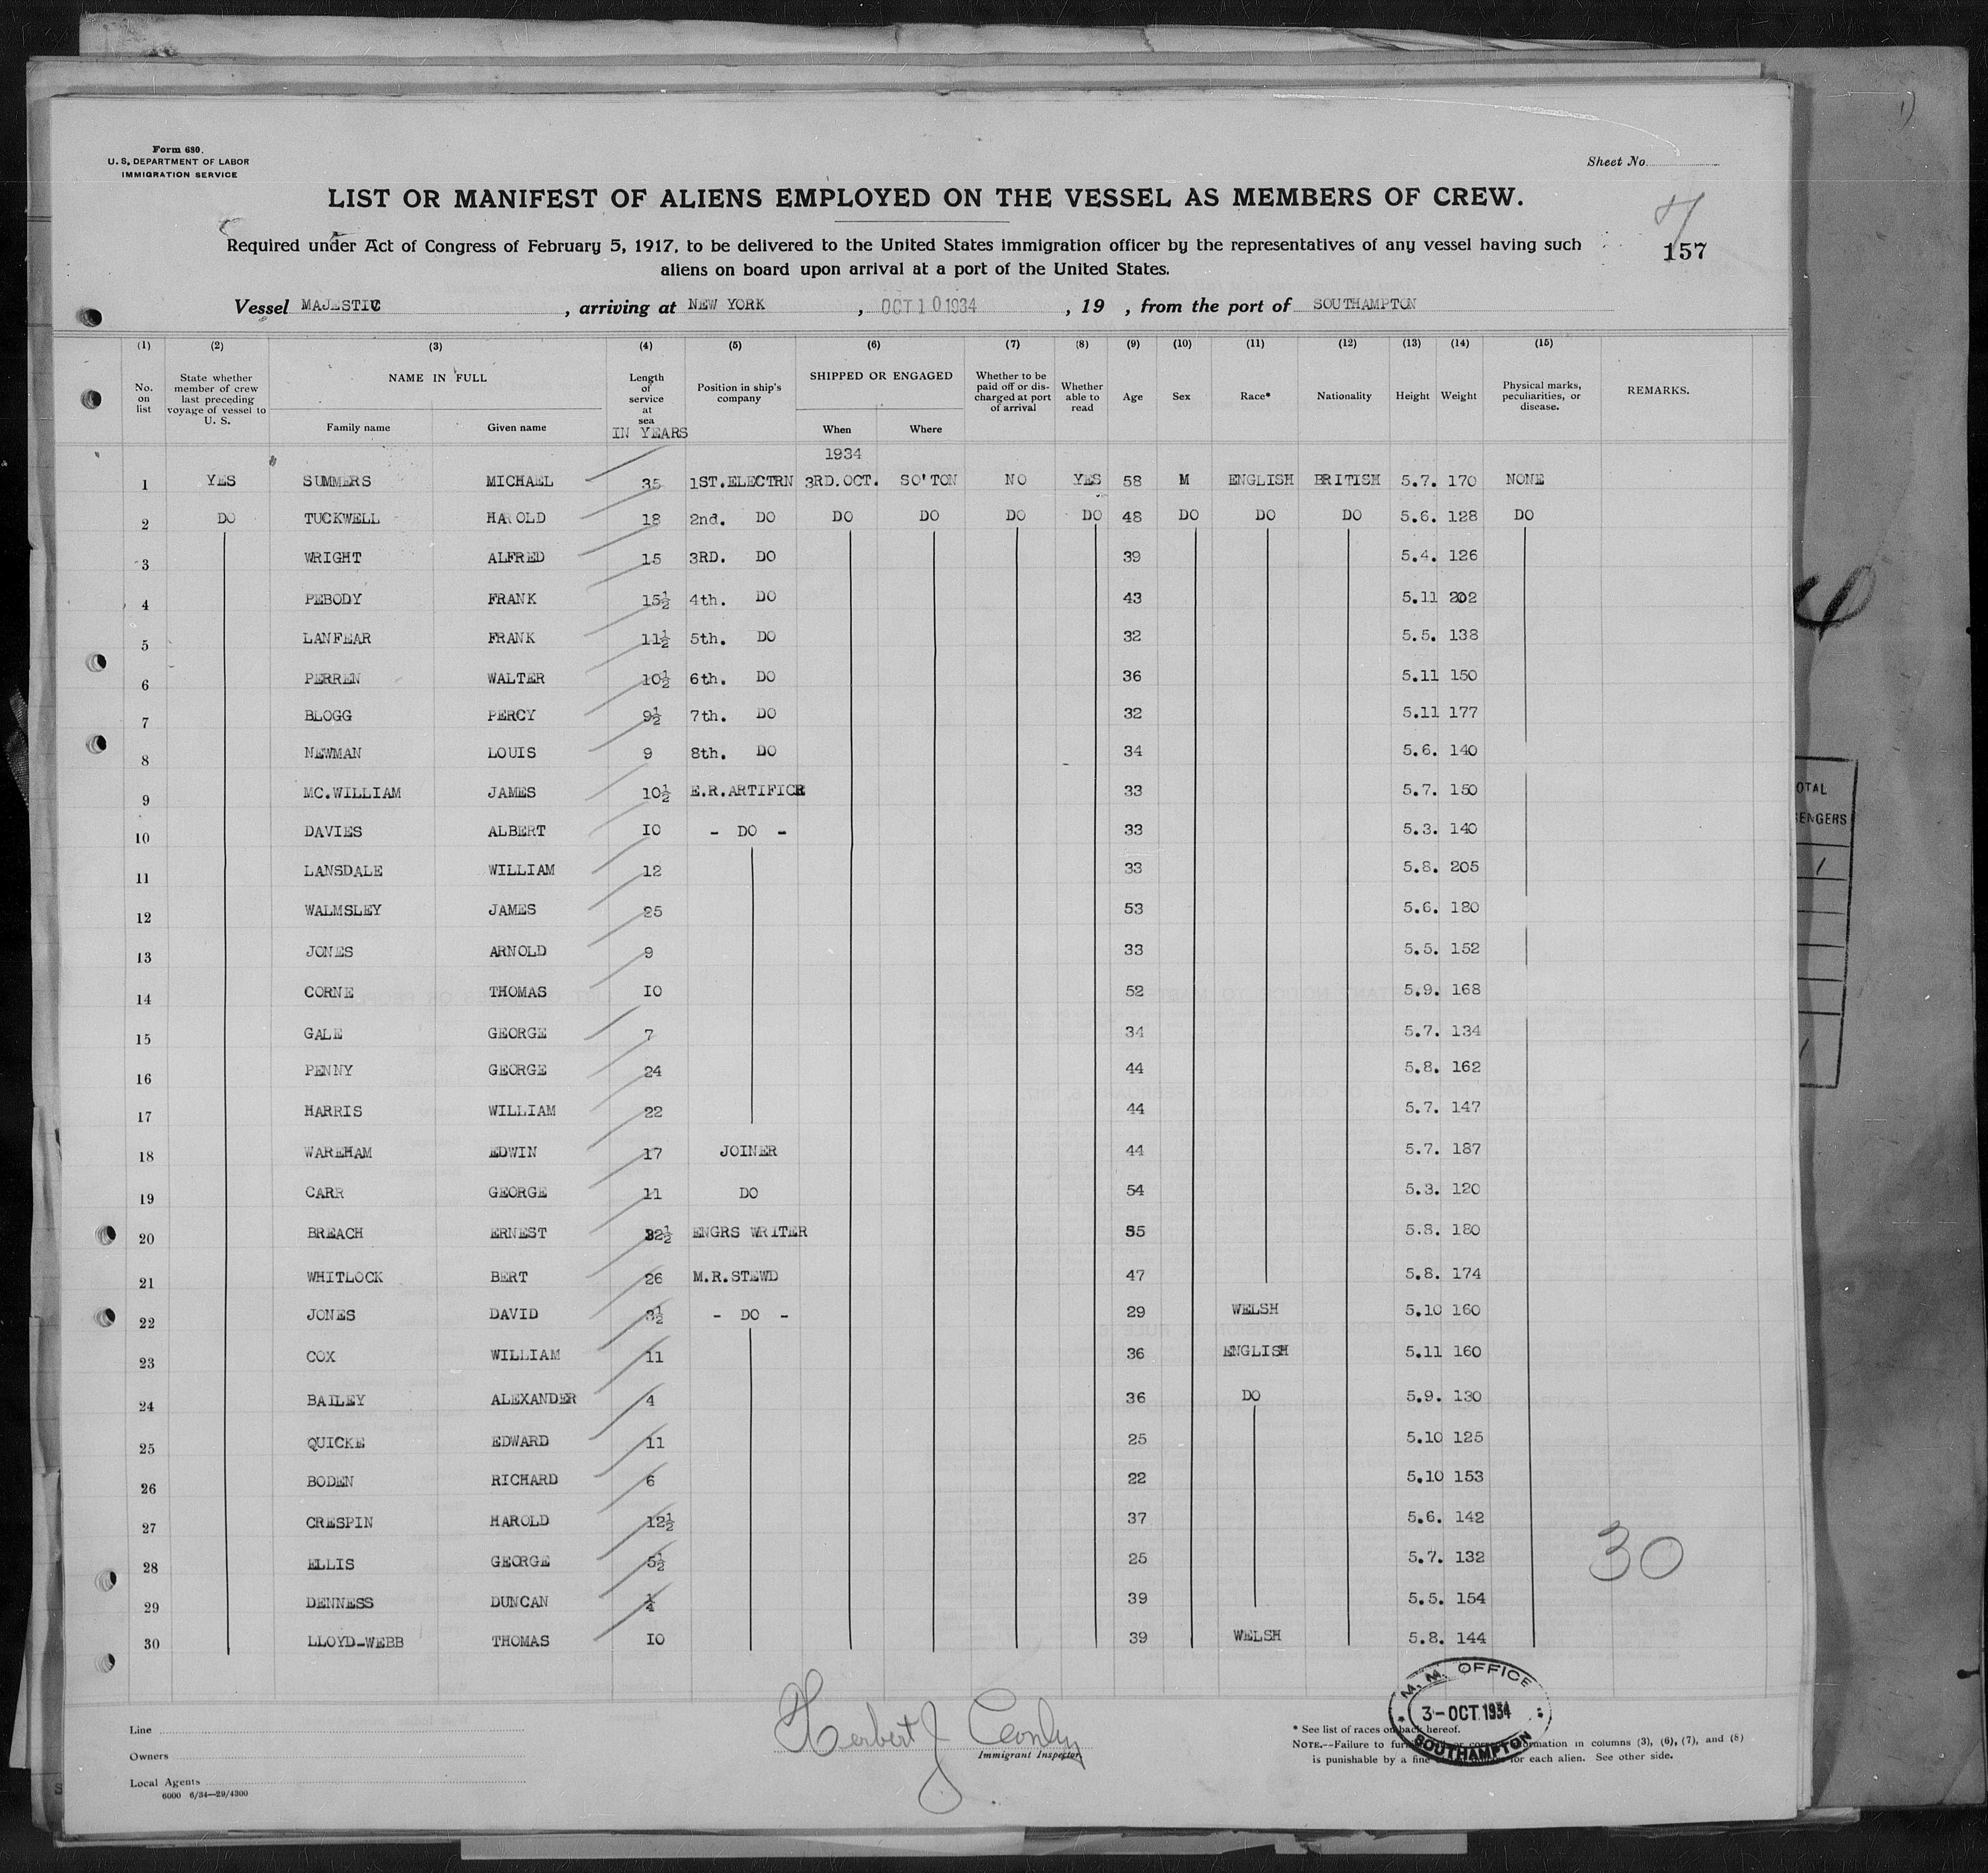 Form 680.
U. S. DEPARTMENT OF LABOR
IMMIGRATION SERVICE
Sheet No.
LIST OR MANIFEST OF ALIENS EMPLOYED ON THE VESSEL AS MEMBERS OF CREW.
Required under Act of Congress of February 5, 1917, to be delivered to the United States immigration officer by the representatives of any vessel having such
aliens on board upon arrival at a port of the United States.
157
Vessel MAJESTIC, arriving at NEW YORK, OCT 10 1934, 19 , from the port of SOUTHAMPTON
(1) (2) (3) (4) (5) (6) (7) (8) (9) (10) (11) (12) (13) (14) (15)
No. on list | State whether member of crew last preceding voyage of vessel to U. S. | NAME IN FULL | Length of service at sea | Position in ship's company | SHIPPED OR ENGAGED | Whether to be paid off or discharged at port of arrival | Whether able to read | Age | Sex | Race* | Nationality | Height | Weight | Physical marks, peculiarities, or disease. | REMARKS.
Family name | Given name | IN YEARS | When | Where
1934
1 YES SUMMERS MICHAEL 35 1ST.ELECTRN 3RD.OCT. SO'TON NO YES 58 M ENGLISH BRITISH 5.7. 170 NONE
2 DO TUCKWELL HAROLD 18 2nd. DO DO DO DO DO 48 DO DO DO 5.6. 128 DO
3 WRIGHT ALFRED 15 3RD. DO 39 5.4. 126
4 PEBODY FRANK 15½ 4th. DO 43 5.11 202
5 LANFEAR FRANK 11½ 5th. DO 32 5.5. 138
6 PERREN WALTER 10½ 6th. DO 36 5.11 150
7 BLOGG PERCY 9½ 7th. DO 32 5.11 177
8 NEWMAN LOUIS 9 8th. DO 34 5.6. 140
9 MC.WILLIAM JAMES 10½ E.R.ARTIFICR 33 5.7. 150
10 DAVIES ALBERT IO - DO - 33 5.3. 140
11 LANSDALE WILLIAM 12 33 5.8. 205
12 WALMSLEY JAMES 25 53 5.6. 180
13 JONES ARNOLD 9 33 5.5. 152
14 CORNE THOMAS IO 52 5.9. 168
15 GALE GEORGE 7 34 5.7. 134
16 PENNY GEORGE 24 44 5.8. 162
17 HARRIS WILLIAM 22 44 5.7. 147
18 WAREHAM EDWIN 17 JOINER 44 5.7. 187
19 CARR GEORGE 11 DO 54 5.3. 120
20 BREACH ERNEST ENGRS WRITER 5.8. 180
21 WHITLOCK BERT 26 M.R.STEWD 47 5.8. 174
22 JONES DAVID - DO - 29 WELSH 5.10 160
23 COX WILLIAM 11 36 ENGLISH 5.11 160
24 BAILEY ALEXANDER 4 36 DO 5.9. 130
25 QUICKE EDWARD 11 25 5.10 125
26 BODEN RICHARD 6 22 5.10 153
27 CRESPIN HAROLD 12½ 37 5.6. 142
28 ELLIS GEORGE 5½ 25 5.7. 132
29 DENNESS DUNCAN ¼ 39 5.5. 154
30 LLOYD-WEBB THOMAS IO 39 WELSH 5.8. 144
30
Line
Owners
Local Agents
6000 6/34—29/4300
Herbert J Conley
Immigrant Inspector.
M. M. OFFICE
3-OCT.1934
SOUTHAMPTON
* See list of races on back hereof.
NOTE.—Failure to information in columns (3), (6), (7), and (8)
is punishable by a fine for each alien. See other side.
OTAL
ENGERS